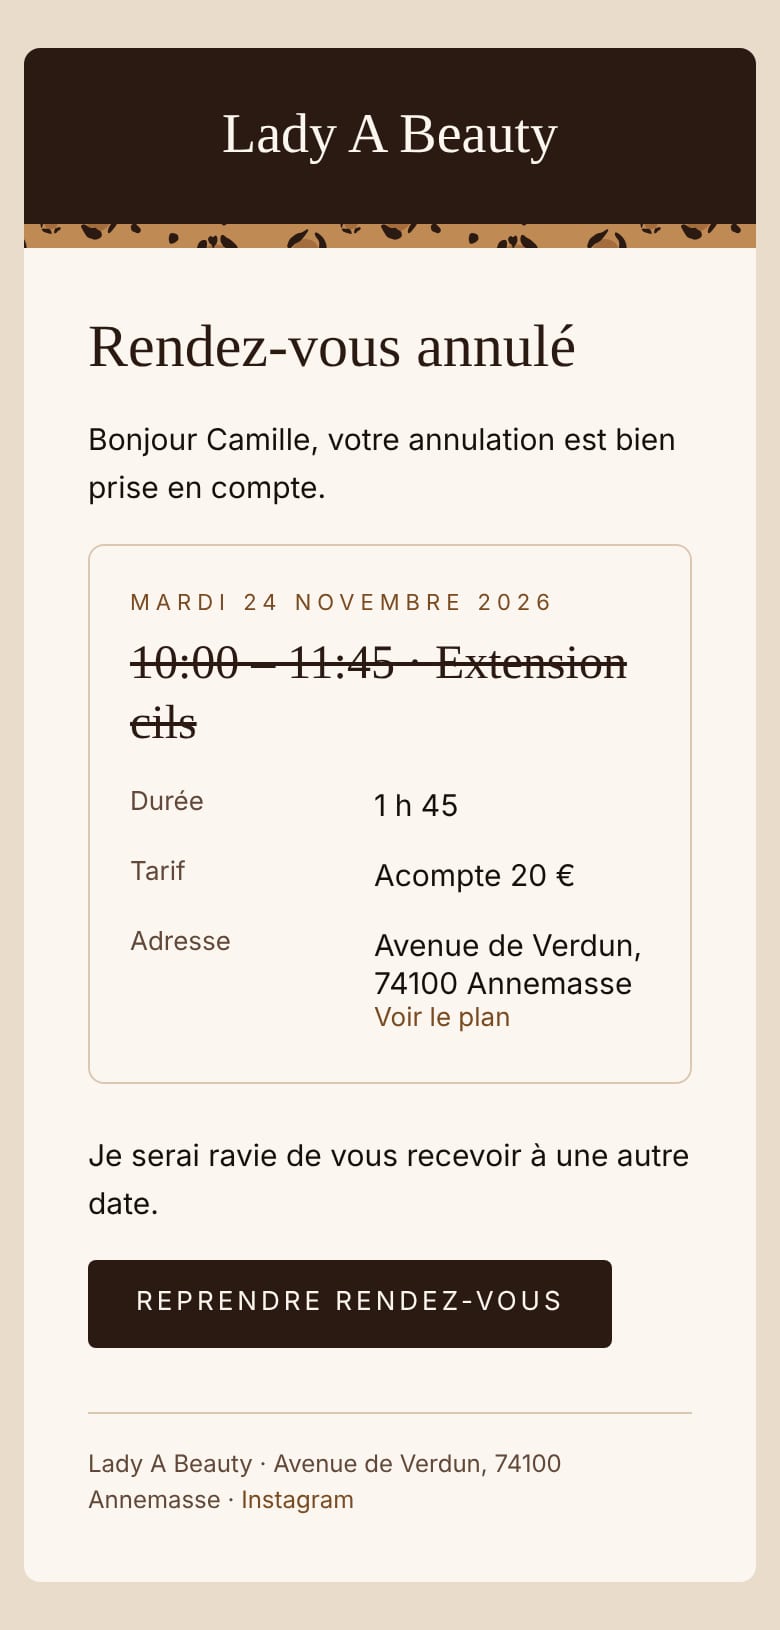 Lady A Beauty
Rendez-vous annulé
Bonjour Camille, votre annulation est bien
prise en compte.
MARDI 24 NOVEMBRE 2026
10:00 – 11:45 · Extension
cils
Durée 1 h 45
Tarif Acompte 20 €
Adresse Avenue de Verdun,
74100 Annemasse
Voir le plan
Je serai ravie de vous recevoir à une autre
date.
REPRENDRE RENDEZ-VOUS
Lady A Beauty · Avenue de Verdun, 74100
Annemasse · Instagram